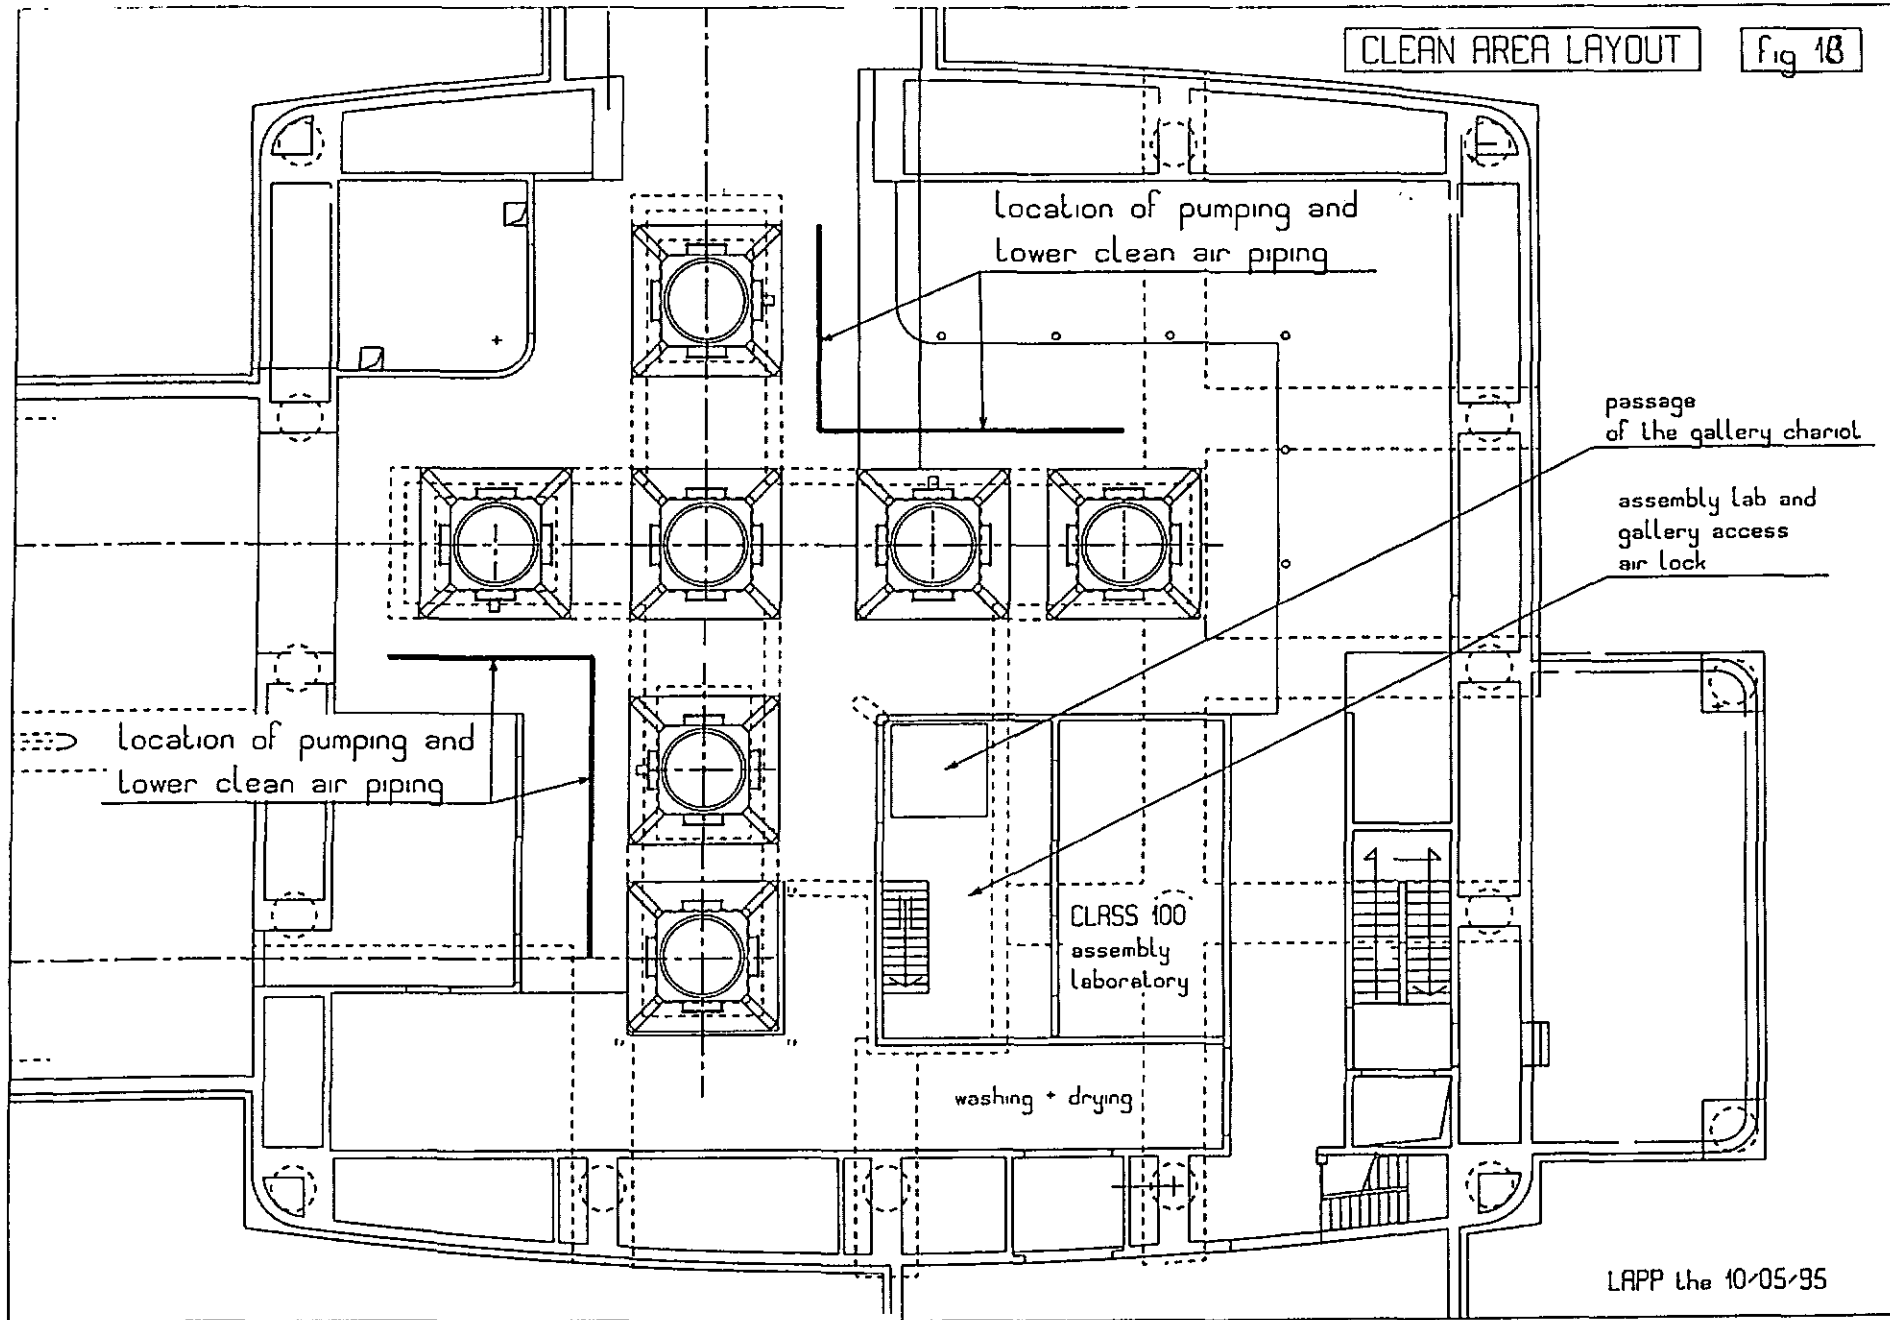 CLEAN AREA LAYOUT
fig 18
location of pumping and
lower clean air piping
passage
of the gallery chariot
assembly lab and
gallery access
air lock
location of pumping and
lower clean air piping
CLASS 100
assembly
laboratory
washing + drying
LAPP the 10/05/95